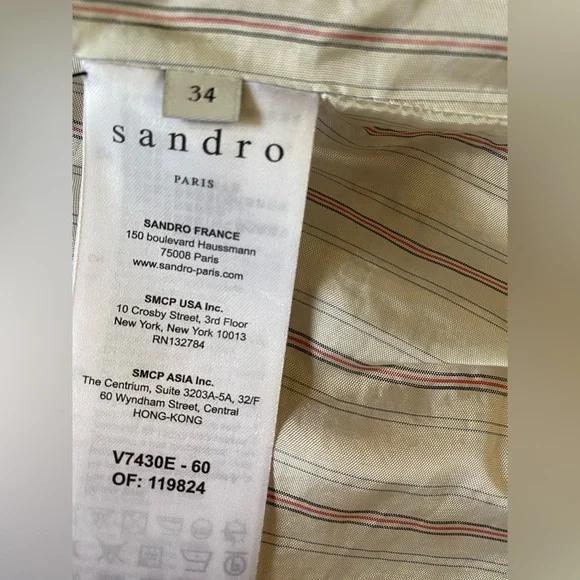 34
sandro
PARIS
SANDRO FRANCE
150 boulevard Haussmann
75008 Paris
www.sandro-paris.com
SMCP USA Inc.
10 Crosby Street, 3rd Floor
New York, New York 10013
RN132784
SMCP ASIA Inc.
The Centrium, Suite 3203A-5A, 32/F
60 Wyndham Street, Central
HONG-KONG
V7430E - 60
OF: 119824